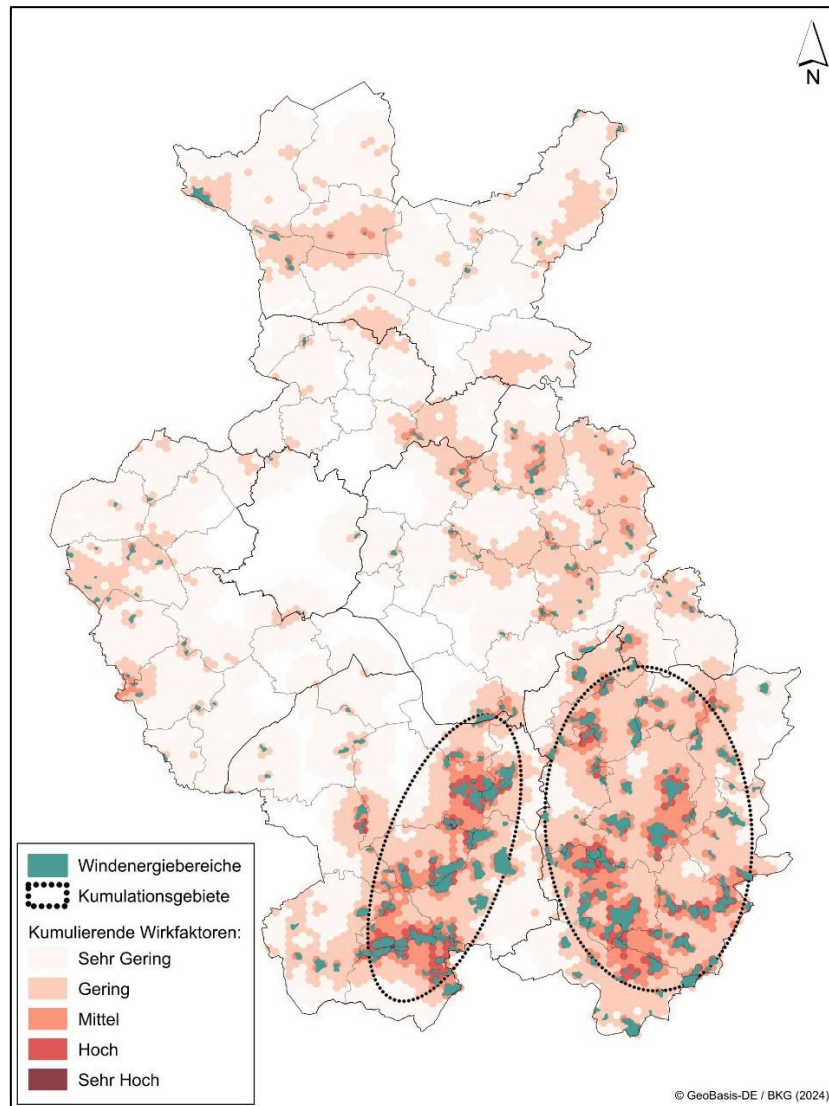 N
Windenergiebereiche
Kumulationsgebiete
Kumulierende Wirkfaktoren:
Sehr Gering
Gering
Mittel
Hoch
Sehr Hoch
© GeoBasis-DE / BKG (2024)